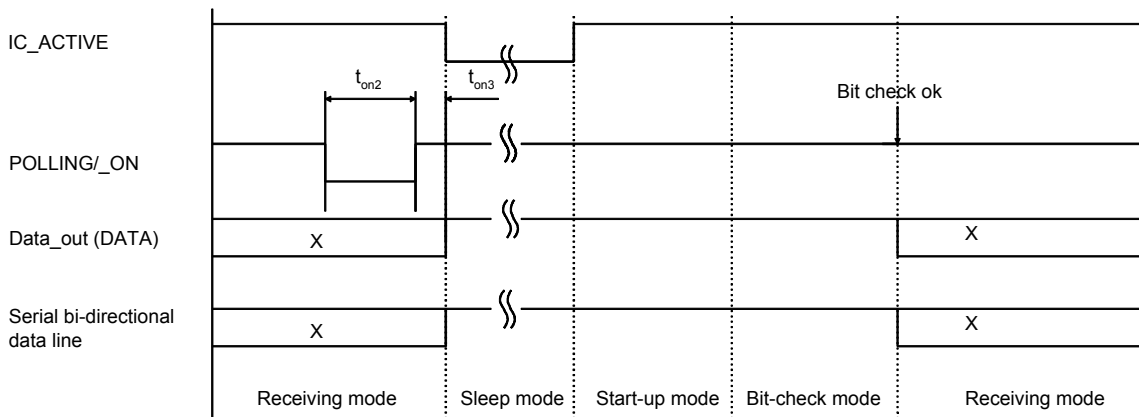 IC_ACTIVE
t_on2
t_on3
Bit check ok
POLLING/_ON
Data_out (DATA)
X
X
Serial bi-directional
data line
X
X
Receiving mode
Sleep mode
Start-up mode
Bit-check mode
Receiving mode